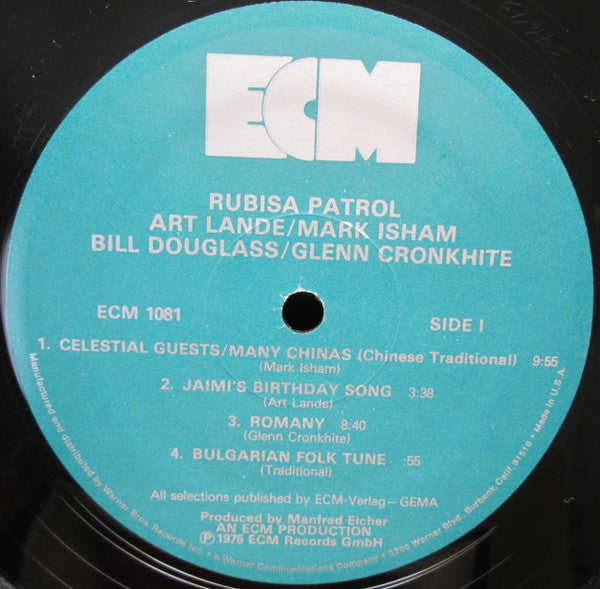 ECM
RUBISA PATROL
ART LANDE/MARK ISHAM
BILL DOUGLASS/GLENN CRONKHITE
ECM 1081
SIDE I
1. CELESTIAL GUESTS/MANY CHINAS (Chinese Traditional) 9:55
(Mark Isham)
2. JAIMI'S BIRTHDAY SONG 3:38
(Art Lande)
3. ROMANY 8:40
(Glenn Cronkhite)
4. BULGARIAN FOLK TUNE :55
(Traditional)
All selections published by ECM-Verlag—GEMA
Produced by Manfred Eicher
AN ECM PRODUCTION
Ⓟ1976 ECM Records GmbH
Manufactured and distributed by Warner Bros. Records Inc. • a Warner Communications Company • 3300 Warner Blvd., Burbank, Calif. 91510 • Made in U.S.A.